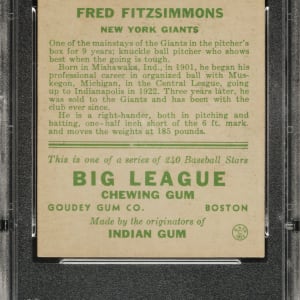 FRED FITZSIMMONS
NEW YORK GIANTS
One of the mainstays of the Giants in the pitcher's
box for 9 years; knuckle ball pitcher who showed
best when the going is tough.
Born in Mishawaka, Ind., in 1901, he began his
professional career in organized ball with Mus-
kegon, Michigan, in the Central League, going
up to Indianapolis in 1922. Three years later, he
was sold to the Giants and has been with the
club ever since.
He is a right-hander, both in pitching and
batting, one-half inch short of the 6 ft. mark,
and moves the weights at 185 pounds.
This is one of a series of 240 Baseball Stars
BIG LEAGUE
CHEWING GUM
GOUDEY GUM CO. BOSTON
Made by the originators of
INDIAN GUM